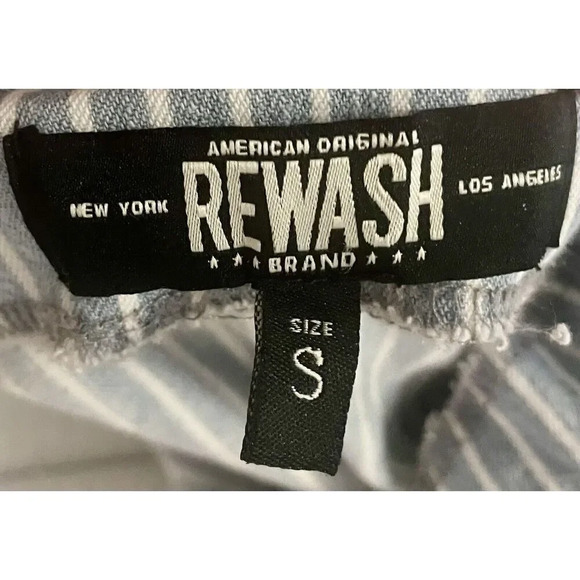 AMERICAN ORIGINAL
NEW YORK REWASH LOS ANGELES
★ ★ ★ BRAND ★ ★ ★
SIZE
S